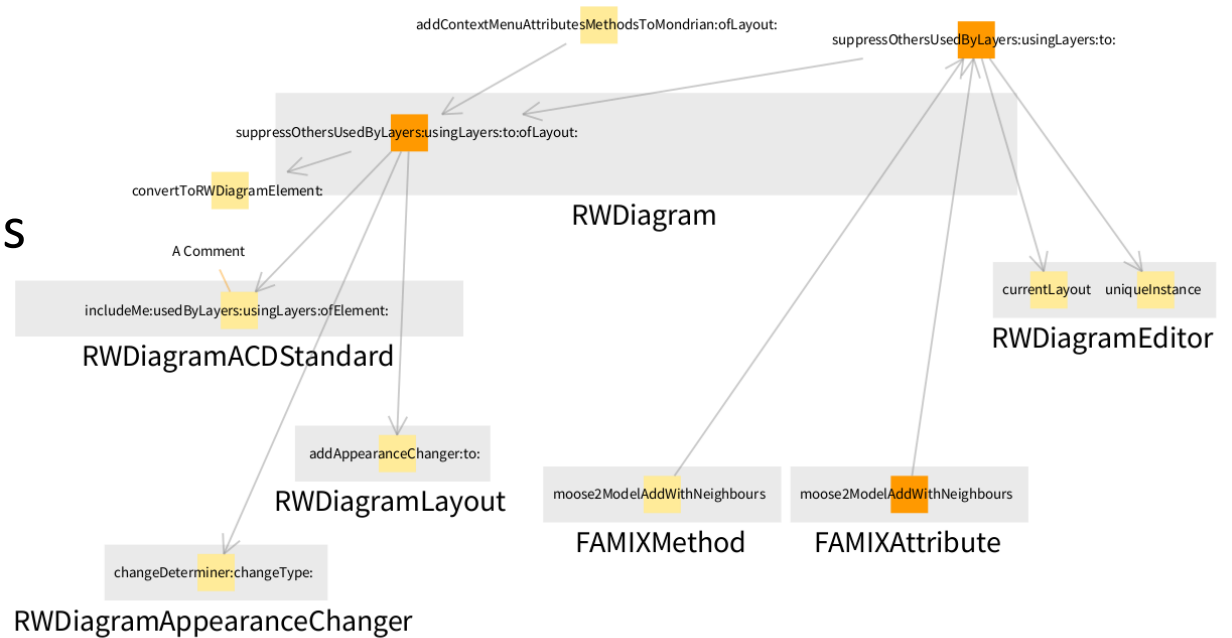 addContextMenuAttributesMethodsToMondrian:ofLayout:
suppressOthersUsedByLayers:usingLayers:to:
suppressOthersUsedByLayers:usingLayers:to:ofLayout:
convertToRWDiagramElement:
RWDiagram
s
A Comment
currentLayout uniqueInstance
includeMe:usedByLayers:usingLayers:ofElement:
RWDiagramEditor
RWDiagramACDStandard
addAppearanceChanger:to:
RWDiagramLayout
moose2ModelAddWithNeighbours
moose2ModelAddWithNeighbours
FAMIXMethod
FAMIXAttribute
changeDeterminer:changeType:
RWDiagramAppearanceChanger